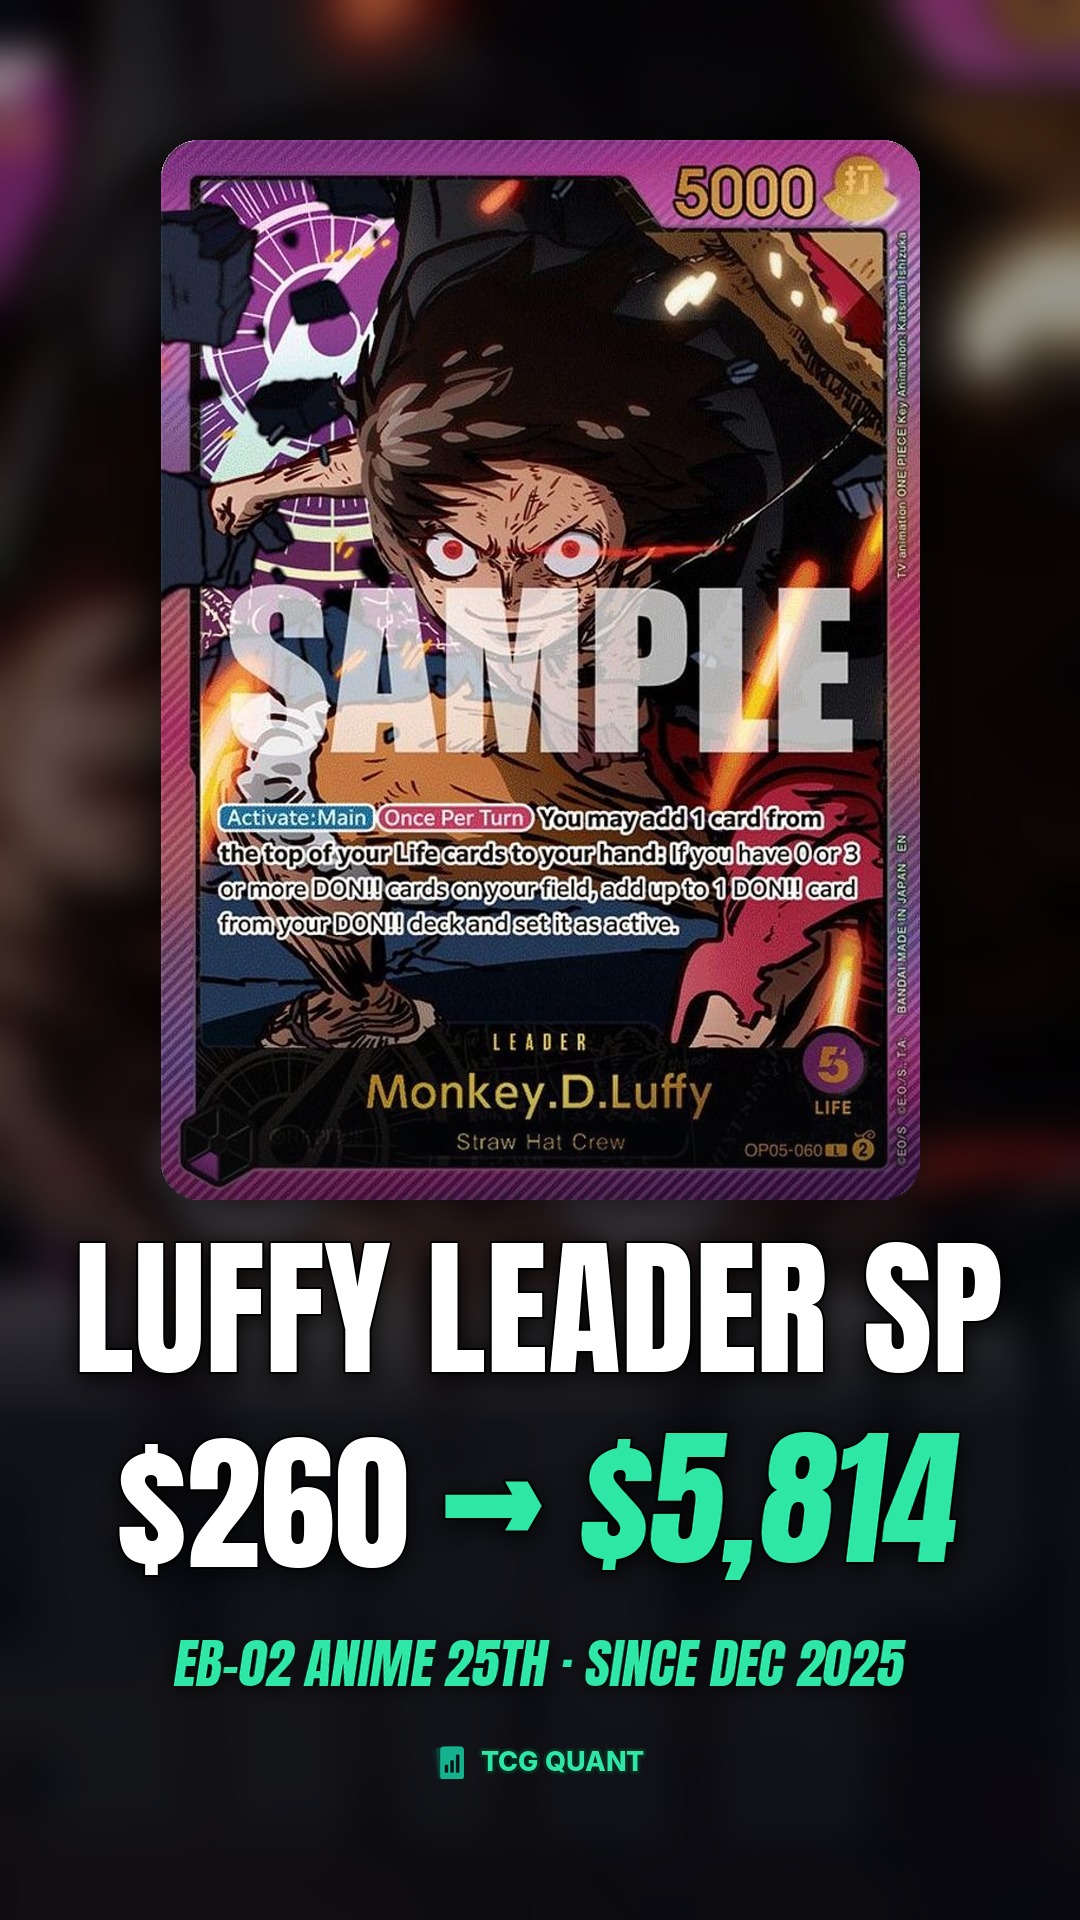 5000
打
TV animation ONE PIECE Key Animation: Katsumi Ishizuka
SAMPLE
Activate:Main Once Per Turn You may add 1 card from
the top of your Life cards to your hand: If you have 0 or 3
or more DON!! cards on your field, add up to 1 DON!! card
from your DON!! deck and set it as active.
©E.O./S., T.A. BANDAI MADE IN JAPAN EN
LEADER
5
LIFE
Monkey.D.Luffy
Straw Hat Crew
OP05-060 L 2
LUFFY LEADER SP
$260 → $5,814
EB-02 ANIME 25TH · SINCE DEC 2025
TCG QUANT